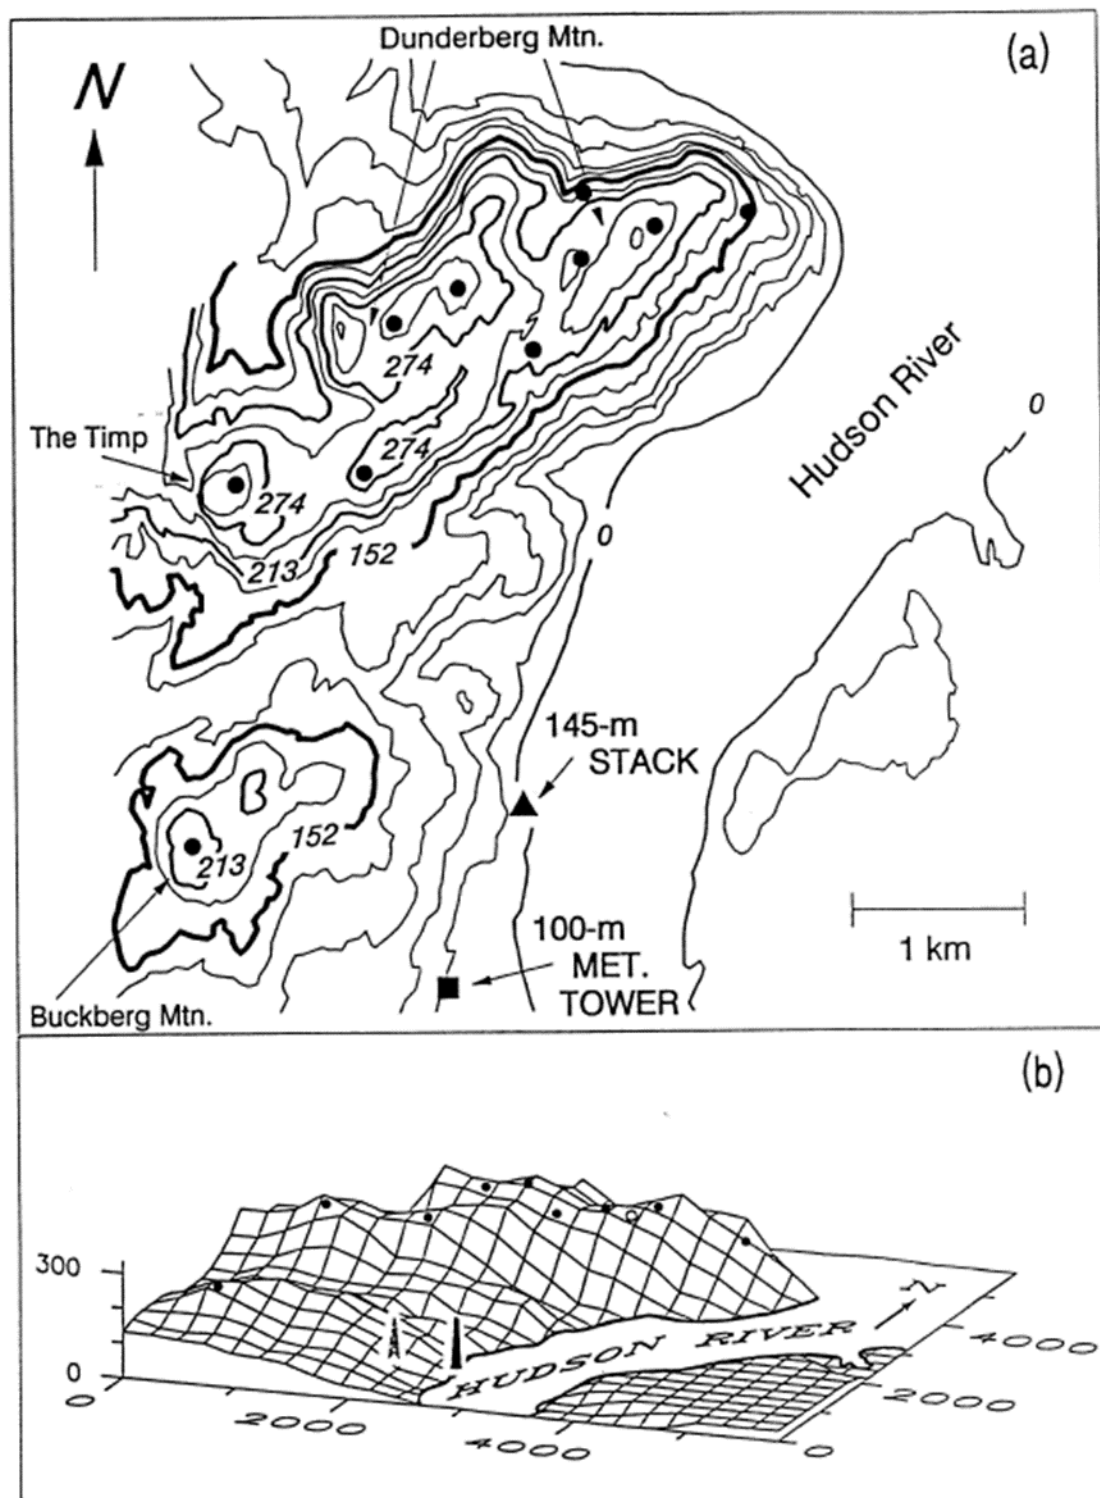 Dunderberg Mtn.
(a)
N
Hudson River
0
274
The Timp
274
274
0
152
213
145-m
STACK
152
213
100-m
MET.
TOWER
1 km
Buckberg Mtn.
(b)
300
0
0
2000
4000
0
2000
4000
N
HUDSON RIVER